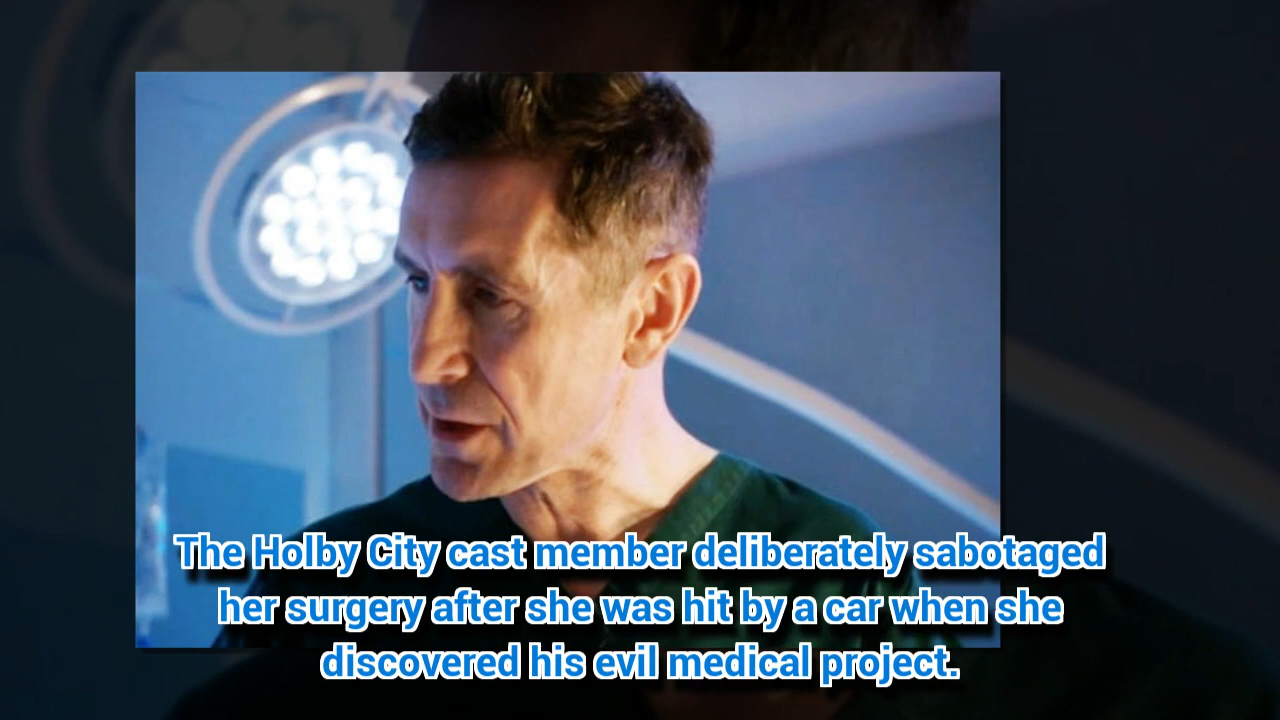 The Holby City cast member deliberately sabotaged
her surgery after she was hit by a car when she
discovered his evil medical project.